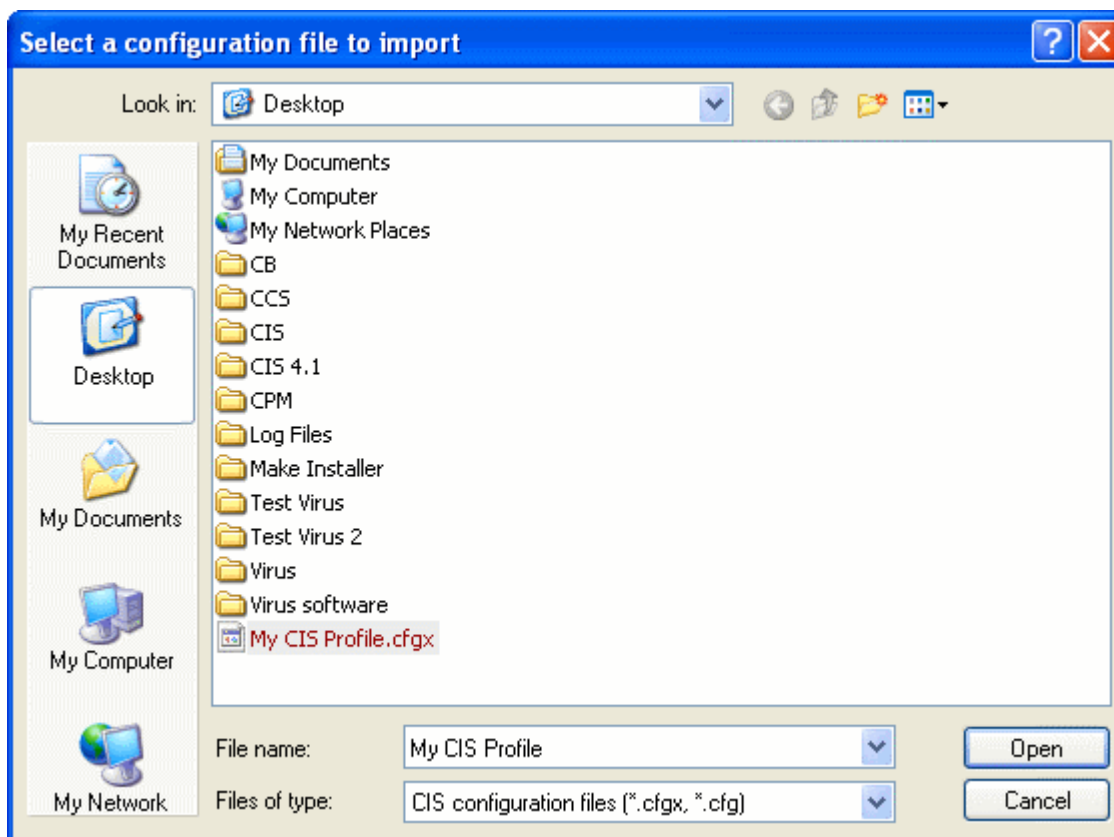 Select a configuration file to import
Look in: Desktop
My Recent
Documents
Desktop
My Documents
My Computer
My Network
My Documents
My Computer
My Network Places
CB
CCS
CIS
CIS 4.1
CPM
Log Files
Make Installer
Test Virus
Test Virus 2
Virus
Virus software
My CIS Profile.cfgx
File name: My CIS Profile Open
Files of type: CIS configuration files (*.cfgx, *.cfg) Cancel